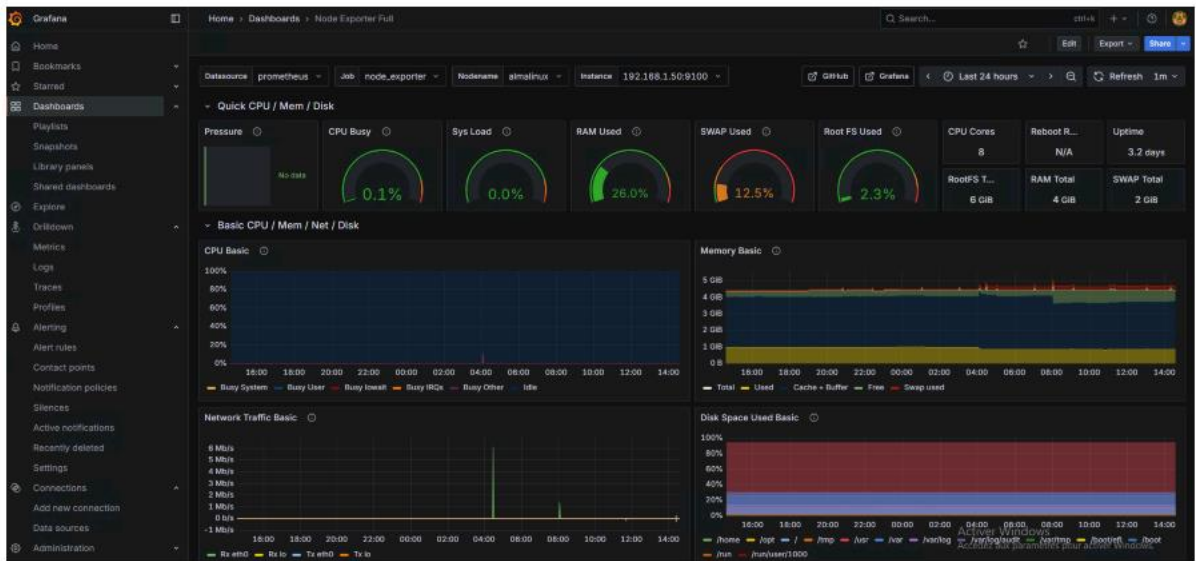 Grafana
Home › Dashboards › Node Exporter Full
Search...
ctrl+k
Home
Bookmarks
Starred
Dashboards
Playlists
Snapshots
Library panels
Shared dashboards
Explore
Drilldown
Metrics
Logs
Traces
Profiles
Alerting
Alert rules
Contact points
Notification policies
Silences
Active notifications
Recently deleted
Settings
Connections
Add new connection
Data sources
Administration
Edit
Export
Share
Datasource prometheus
Job node_exporter
Nodename almalinux
Instance 192.168.1.50:9100
GitHub
Grafana
Last 24 hours
Refresh 1m
Quick CPU / Mem / Disk
Pressure
No data
CPU Busy
0.1%
Sys Load
0.0%
RAM Used
26.0%
SWAP Used
12.5%
Root FS Used
2.3%
CPU Cores
8
Reboot R...
N/A
Uptime
3.2 days
RootFS T...
6 GiB
RAM Total
4 GiB
SWAP Total
2 GiB
Basic CPU / Mem / Net / Disk
CPU Basic
100%
80%
60%
40%
20%
0%
16:00 18:00 20:00 22:00 00:00 02:00 04:00 06:00 08:00 10:00 12:00 14:00
Busy System Busy User Busy Iowait Busy IRQs Busy Other Idle
Memory Basic
5 GiB
4 GiB
3 GiB
2 GiB
1 GiB
0 B
16:00 18:00 20:00 22:00 00:00 02:00 04:00 06:00 08:00 10:00 12:00 14:00
Total Used Cache + Buffer Free Swap used
Network Traffic Basic
6 Mb/s
5 Mb/s
4 Mb/s
3 Mb/s
2 Mb/s
1 Mb/s
0 b/s
-1 Mb/s
16:00 18:00 20:00 22:00 00:00 02:00 04:00 06:00 08:00 10:00 12:00 14:00
Rx eth0 Rx lo Tx eth0 Tx lo
Disk Space Used Basic
100%
80%
60%
40%
20%
0%
16:00 18:00 20:00 22:00 00:00 02:00 04:00 06:00 08:00 10:00 12:00 14:00
/home /opt / /tmp /usr /var /var/log /var/log/audit /var/tmp /boot/efi /boot
/run /run/user/1000
Activer Windows
Accédez aux paramètres pour activer Windows.